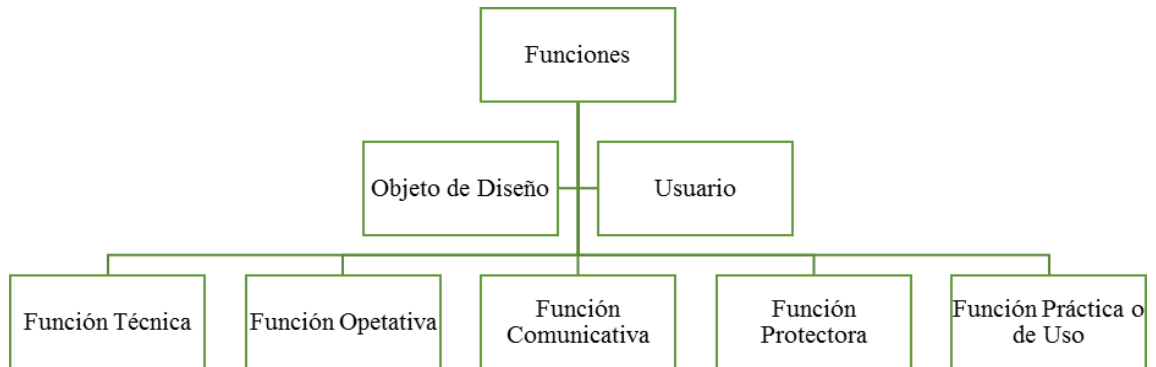 Funciones
Objeto de Diseño
Usuario
Función Técnica
Función Opetativa
Función
Comunicativa
Función
Protectora
Función Práctica o
de Uso